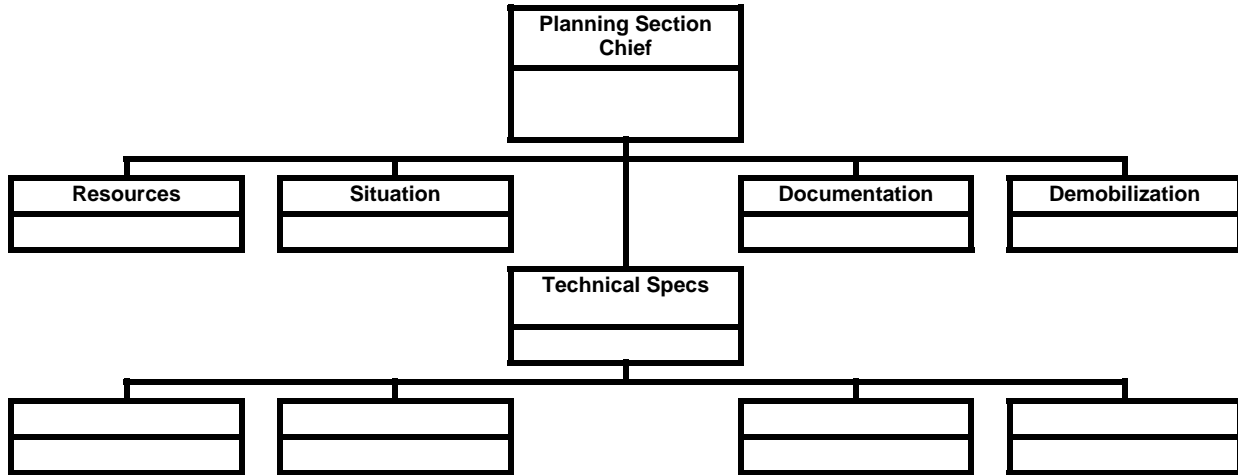 Planning Section
Chief
Resources
Situation
Documentation
Demobilization
Technical Specs